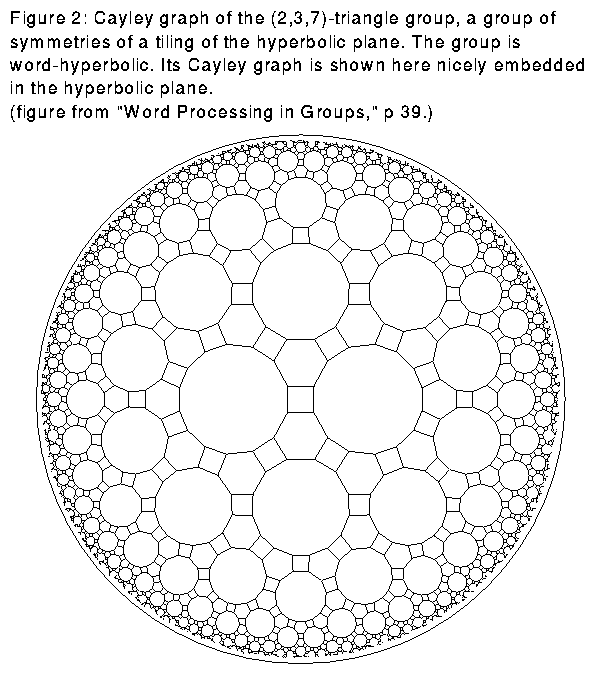 Figure 2: Cayley graph of the (2,3,7)-triangle group, a group of
symmetries of a tiling of the hyperbolic plane. The group is
word-hyperbolic. Its Cayley graph is shown here nicely embedded
in the hyperbolic plane.
(figure from "Word Processing in Groups," p 39.)